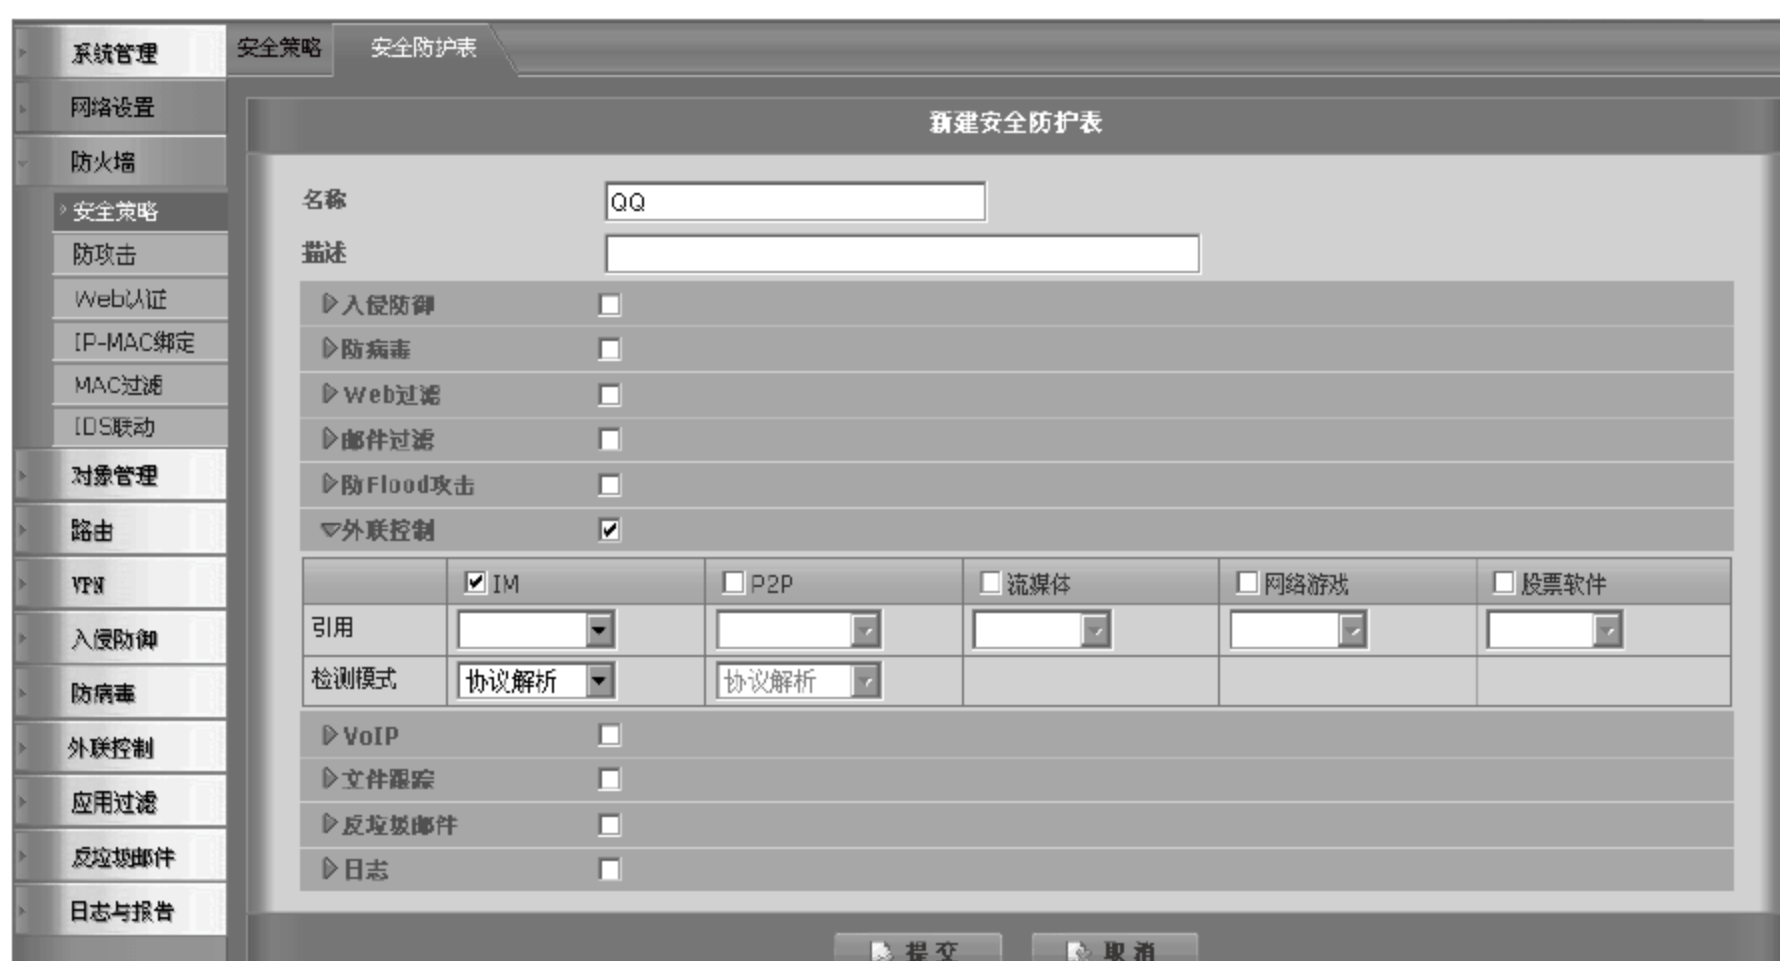 安全策略 安全防护表
系统管理
网络设置
防火墙
安全策略
防攻击
Web认证
IP-MAC绑定
MAC过滤
IDS联动
对象管理
路由
VPN
入侵防御
防病毒
外联控制
应用过滤
反垃圾邮件
日志与报告
新建安全防护表
名称 QQ
描述
入侵防御
防病毒
Web过滤
邮件过滤
防Flood攻击
外联控制
IM P2P 流媒体 网络游戏 股票软件
引用
检测模式 协议解析 协议解析
VoIP
文件跟踪
反垃圾邮件
日志
提交 取消